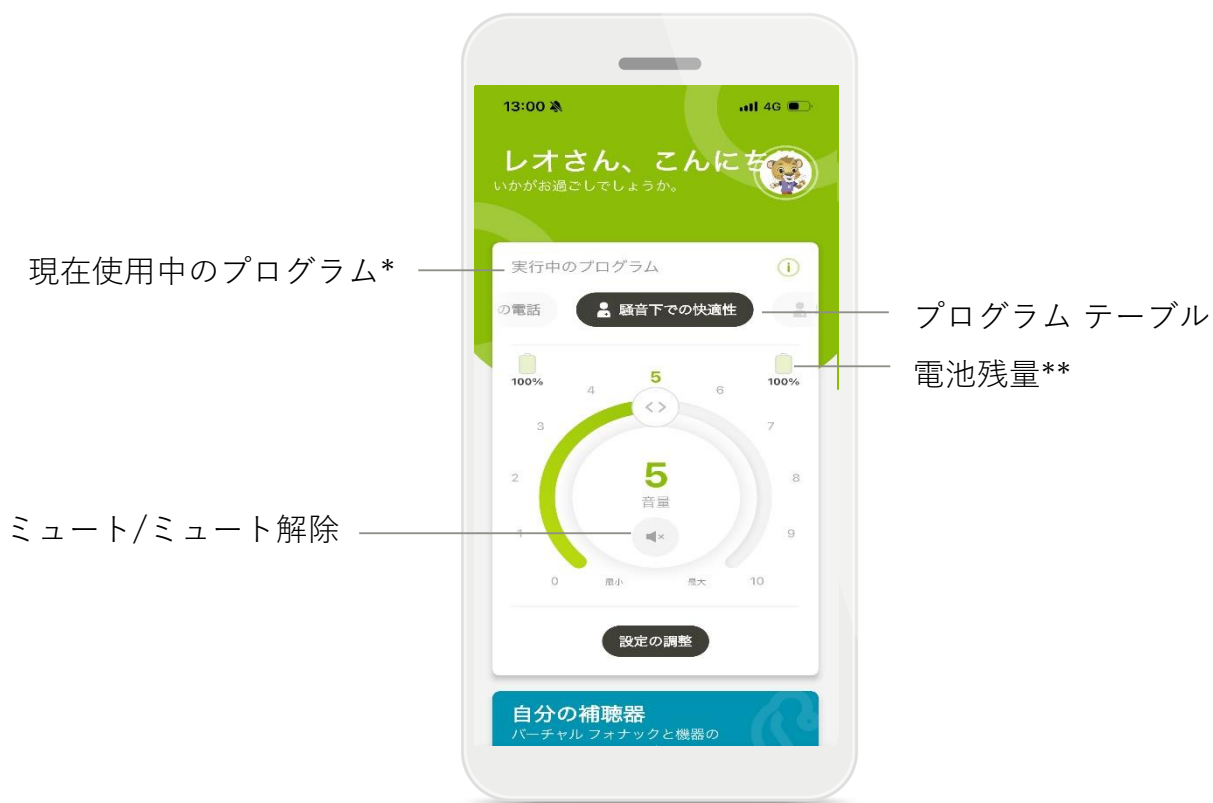 13:00
4G
レオさん、こんにち
いかがお過ごしでしょうか。
現在使用中のプログラム*
実行中のプログラム
i
の電話
騒音下での快適性
プログラム テーブル
電池残量**
100%
100%
5
4
6
3
7
2
8
1
9
0
10
5
音量
ミュート/ミュート解除
最小
最大
設定の調整
自分の補聴器
バーチャル フォナックと機器の